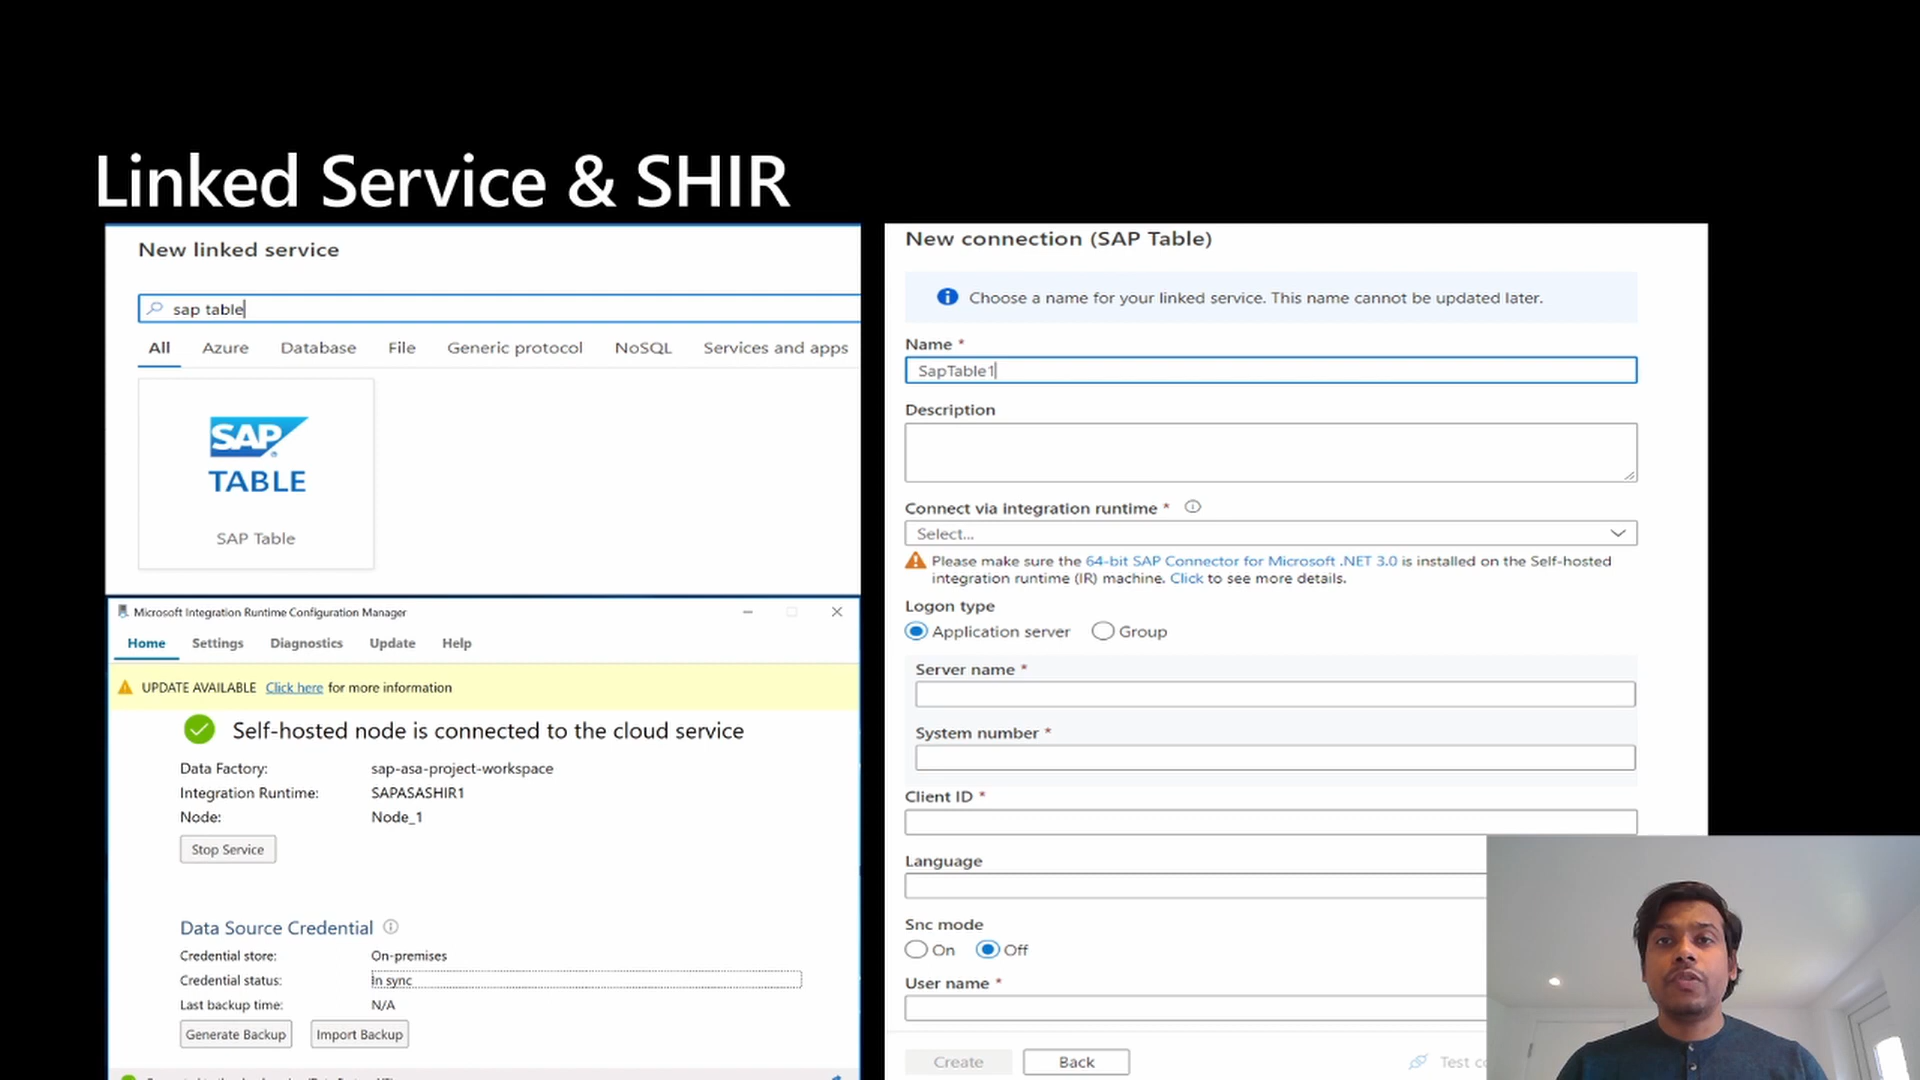 Linked Service & SHIR
New linked service
sap table
All Azure Database File Generic protocol NoSQL Services and apps
SAP
TABLE
SAP Table
Microsoft Integration Runtime Configuration Manager
Home Settings Diagnostics Update Help
UPDATE AVAILABLE Click here for more information
Self-hosted node is connected to the cloud service
Data Factory: sap-asa-project-workspace
Integration Runtime: SAPASASHIR1
Node: Node_1
Stop Service
Data Source Credential
Credential store: On-premises
Credential status: In sync
Last backup time: N/A
Generate Backup Import Backup
New connection (SAP Table)
Choose a name for your linked service. This name cannot be updated later.
Name *
SapTable1
Description
Connect via integration runtime *
Select...
Please make sure the 64-bit SAP Connector for Microsoft .NET 3.0 is installed on the Self-hosted
integration runtime (IR) machine. Click to see more details.
Logon type
Application server Group
Server name *
System number *
Client ID *
Language
Snc mode
On Off
User name *
Create Back Test